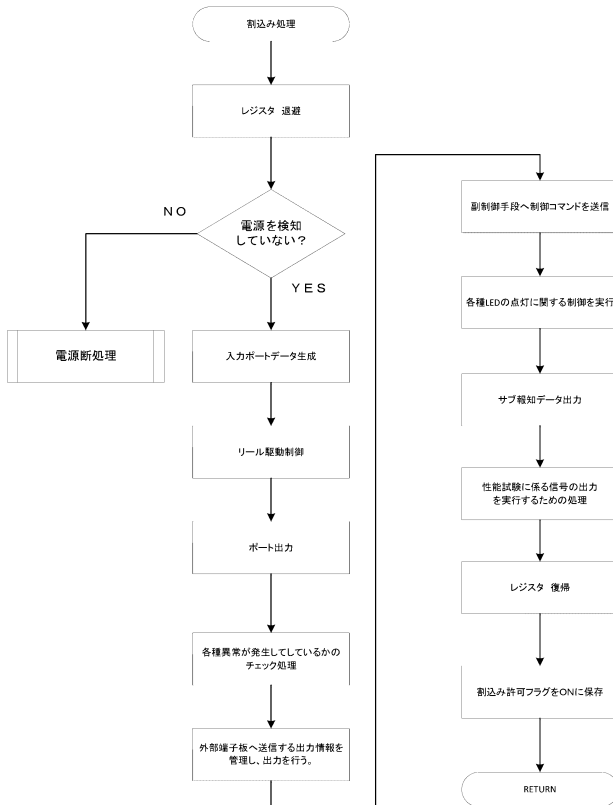 割込み処理
レジスタ 退避
電源を検知
していない？
NO
YES
電源断処理
入力ポートデータ生成
リール駆動制御
ポート出力
各種異常が発生してしているかの
チェック処理
外部端子板へ送信する出力情報を
管理し、出力を行う。
副制御手段へ制御コマンドを送信
各種LEDの点灯に関する制御を実行
サブ報知データ出力
性能試験に係る信号の出力
を実行するための処理
レジスタ 復帰
割込み許可フラグをONに保存
RETURN